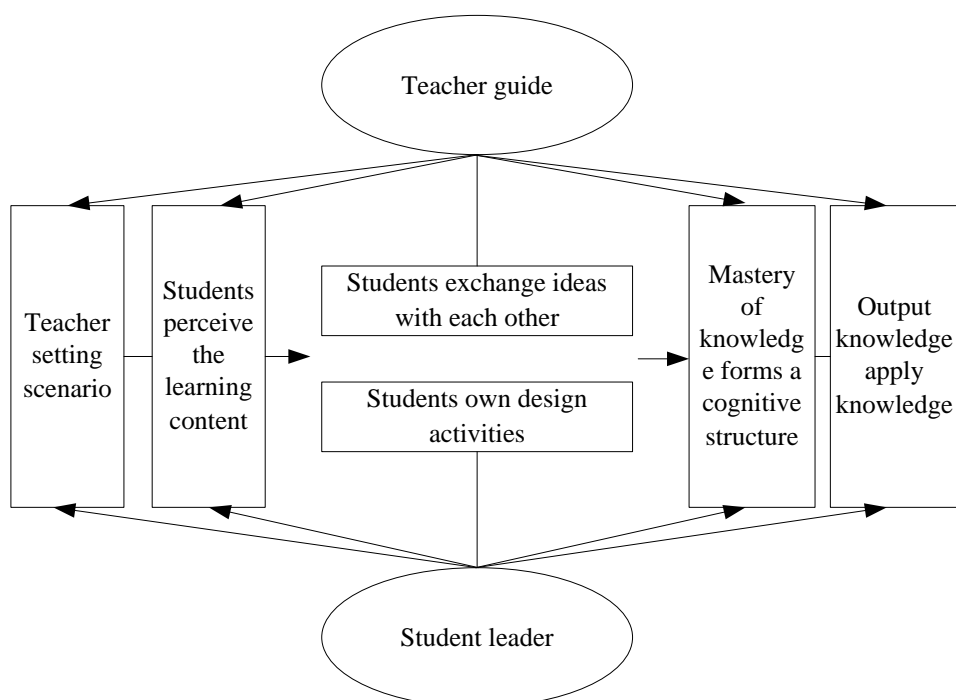 Teacher guide
Teacher
setting
scenario
Students
perceive
the
learning
content
Students exchange ideas
with each other
Students own design
activities
Mastery
of
knowledg
e forms a
cognitive
structure
Output
knowledge
apply
knowledge
Student leader